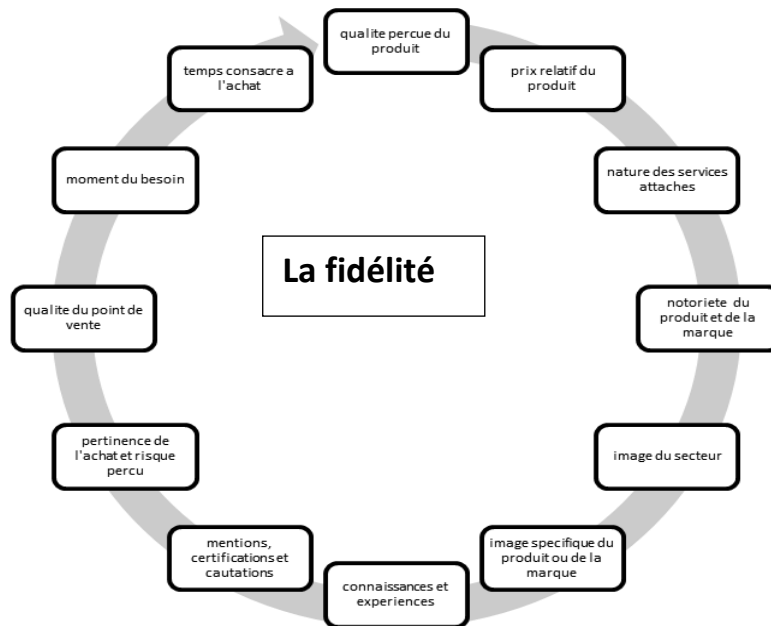 qualite percue du
produit
prix relatif du
produit
nature des services
attaches
notoriete du
produit et de la
marque
image du secteur
image specifique du
produit ou de la
marque
connaissances et
experiences
mentions,
certifications et
cautations
pertinence de
l'achat et risque
percu
qualite du point de
vente
moment du besoin
temps consacre a
l'achat
La fidélité